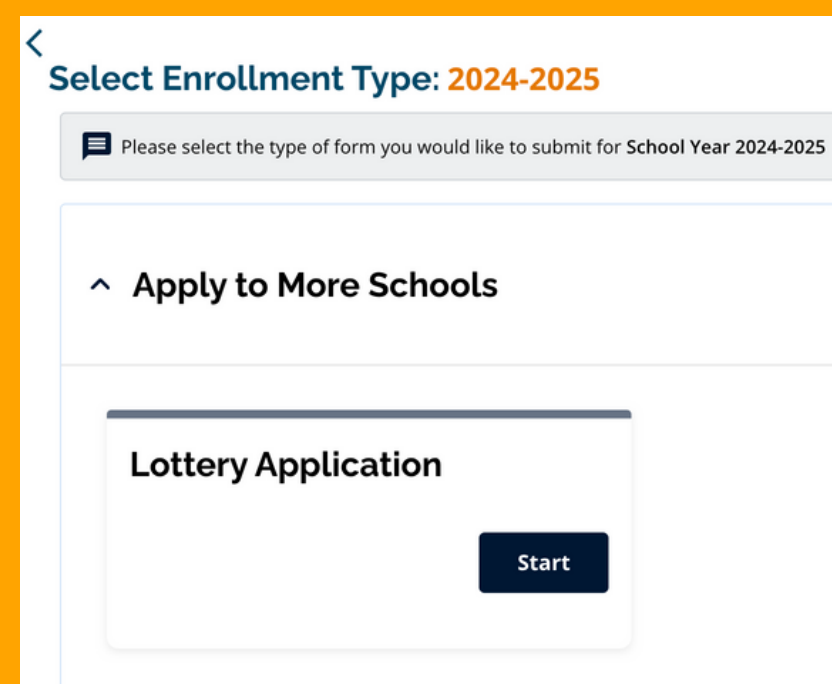 Select Enrollment Type: 2024-2025
Please select the type of form you would like to submit for School Year 2024-2025
Apply to More Schools
Lottery Application
Start